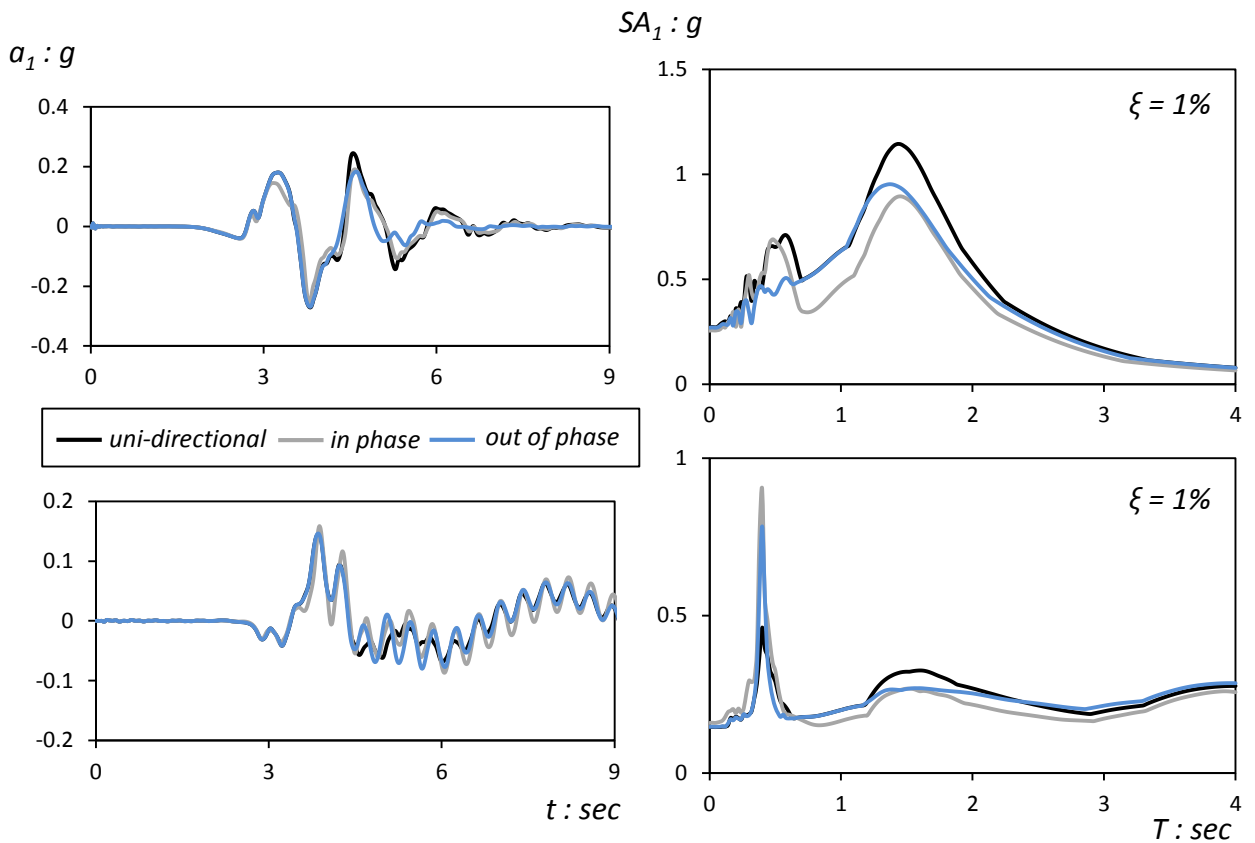 SA1 : g
a1 : g
0.4
0.2
0
-0.2
-0.4
0 3 6 9
1.5
1
0.5
0
0 1 2 3 4
ξ = 1%
uni-directional in phase out of phase
0.2
0.1
0
-0.1
-0.2
0 3 6 9
t : sec
1
0.5
0
0 1 2 3 4
ξ = 1%
T : sec